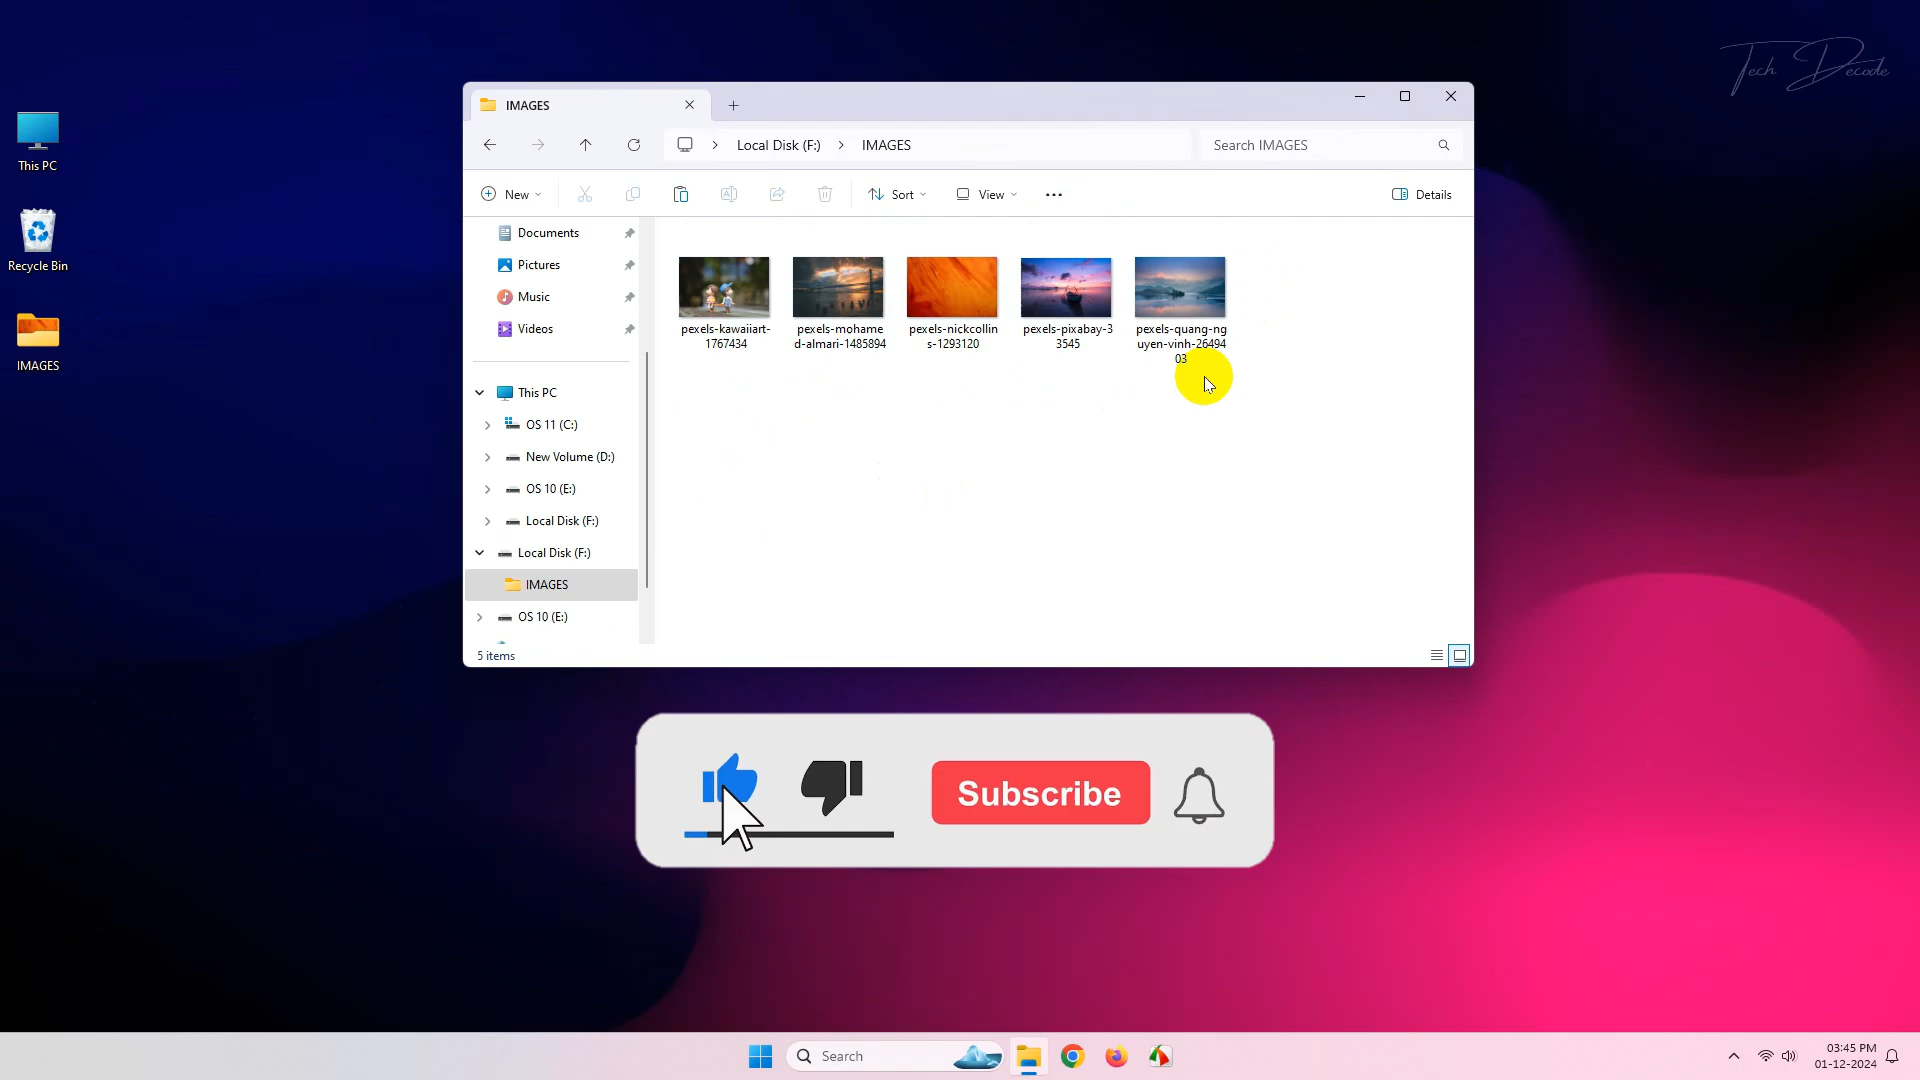 Tech Decode
This PC
Recycle Bin
IMAGES
IMAGES
Local Disk (F:)
IMAGES
Search IMAGES
New
Sort
View
Details
Documents
Pictures
Music
Videos
This PC
OS 11 (C:)
New Volume (D:)
OS 10 (E:)
Local Disk (F:)
Local Disk (F:)
IMAGES
OS 10 (E:)
pexels-kawaiiart-
1767434
pexels-mohame
d-almari-1485894
pexels-nickcollin
s-1293120
pexels-pixabay-3
3545
pexels-quang-ng
uyen-vinh-26494
03
5 items
Subscribe
Search
03:45 PM
01-12-2024